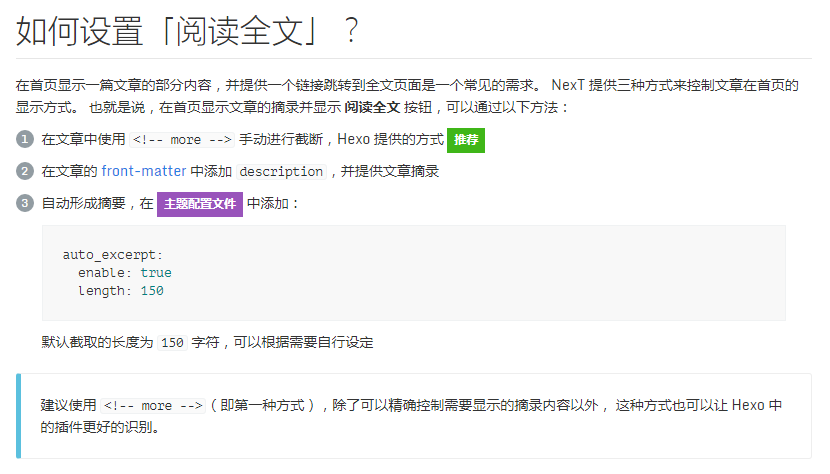 如何设置「阅读全文」？
在首页显示一篇文章的部分内容，并提供一个链接跳转到全文页面是一个常见的需求。 NexT 提供三种方式来控制文章在首页的
显示方式。 也就是说，在首页显示文章的摘录并显示 阅读全文 按钮，可以通过以下方法：
1 在文章中使用 <!-- more --> 手动进行截断，Hexo 提供的方式 推荐
2 在文章的 front-matter 中添加 description，并提供文章摘录
3 自动形成摘要，在 主题配置文件 中添加：
auto_excerpt:
  enable: true
  length: 150
默认截取的长度为 150 字符，可以根据需要自行设定
建议使用 <!-- more -->（即第一种方式），除了可以精确控制需要显示的摘录内容以外， 这种方式也可以让 Hexo 中
的插件更好的识别。